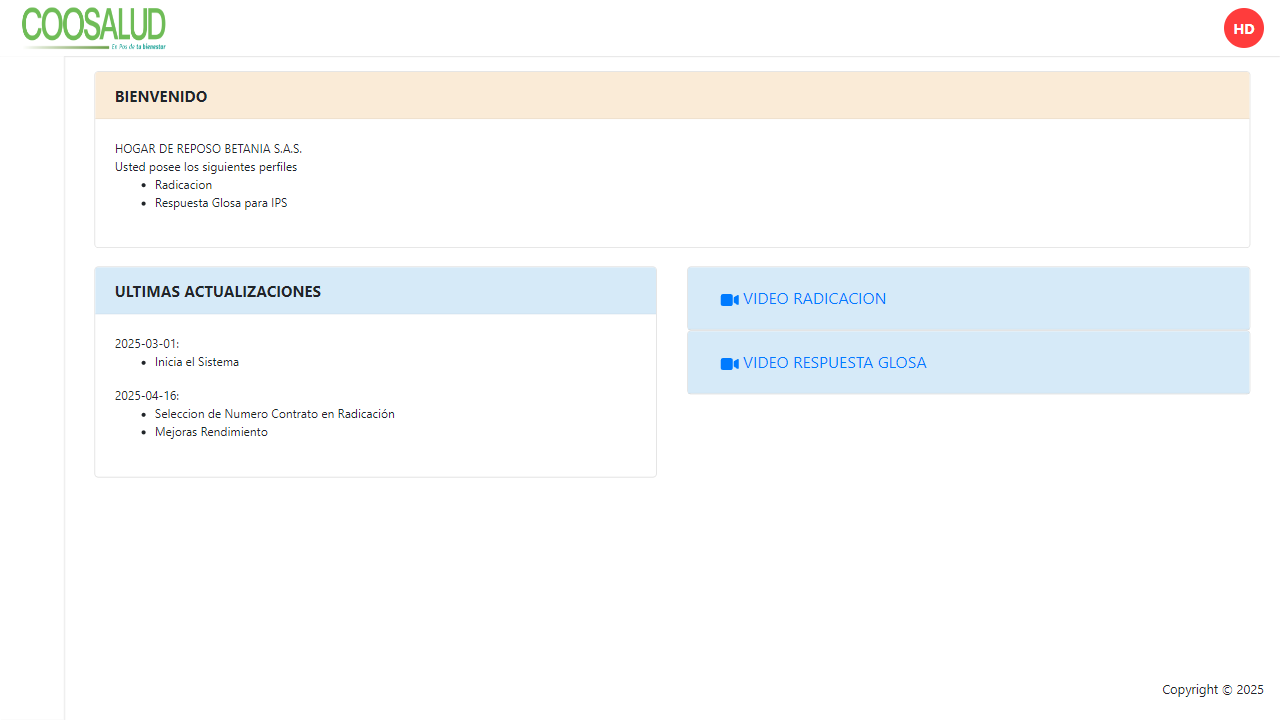 COOSALUD
En Pos de tu bienestar
HD
BIENVENIDO
HOGAR DE REPOSO BETANIA S.A.S.
Usted posee los siguientes perfiles
• Radicacion
• Respuesta Glosa para IPS
ULTIMAS ACTUALIZACIONES
2025-03-01:
• Inicia el Sistema
2025-04-16:
• Seleccion de Numero Contrato en Radicación
• Mejoras Rendimiento
VIDEO RADICACION
VIDEO RESPUESTA GLOSA
Copyright © 2025